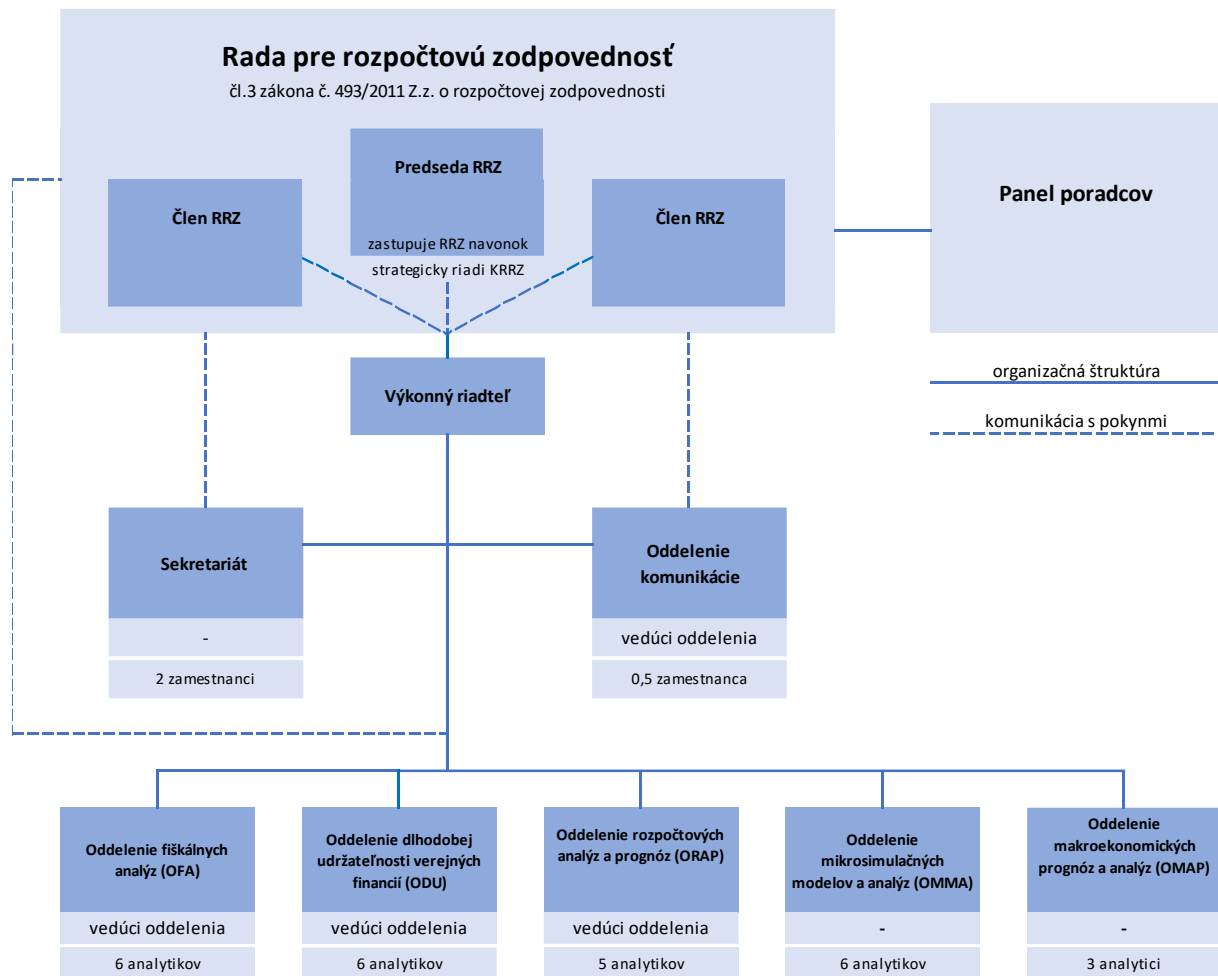 Rada pre rozpočtovú zodpovednosť
čl.3 zákona č. 493/2011 Z.z. o rozpočtovej zodpovednosti
Predseda RRZ
zastupuje RRZ navonok
strategicky riadi KRRZ
Člen RRZ
Člen RRZ
Panel poradcov
organizačná štruktúra
komunikácia s pokynmi
Výkonný riadteľ
Sekretariát
-
2 zamestnanci
Oddelenie
komunikácie
vedúci oddelenia
0,5 zamestnanca
Oddelenie fiškálnych
analýz (OFA)
vedúci oddelenia
6 analytikov
Oddelenie dlhodobej
udržateľnosti verejných
financií (ODU)
vedúci oddelenia
6 analytikov
Oddelenie rozpočtových
analýz a prognóz (ORAP)
vedúci oddelenia
5 analytikov
Oddelenie
mikrosimulačných
modelov a analýz (OMMA)
-
6 analytikov
Oddelenie
makroekonomických
prognóz a analýz (OMAP)
-
3 analytici